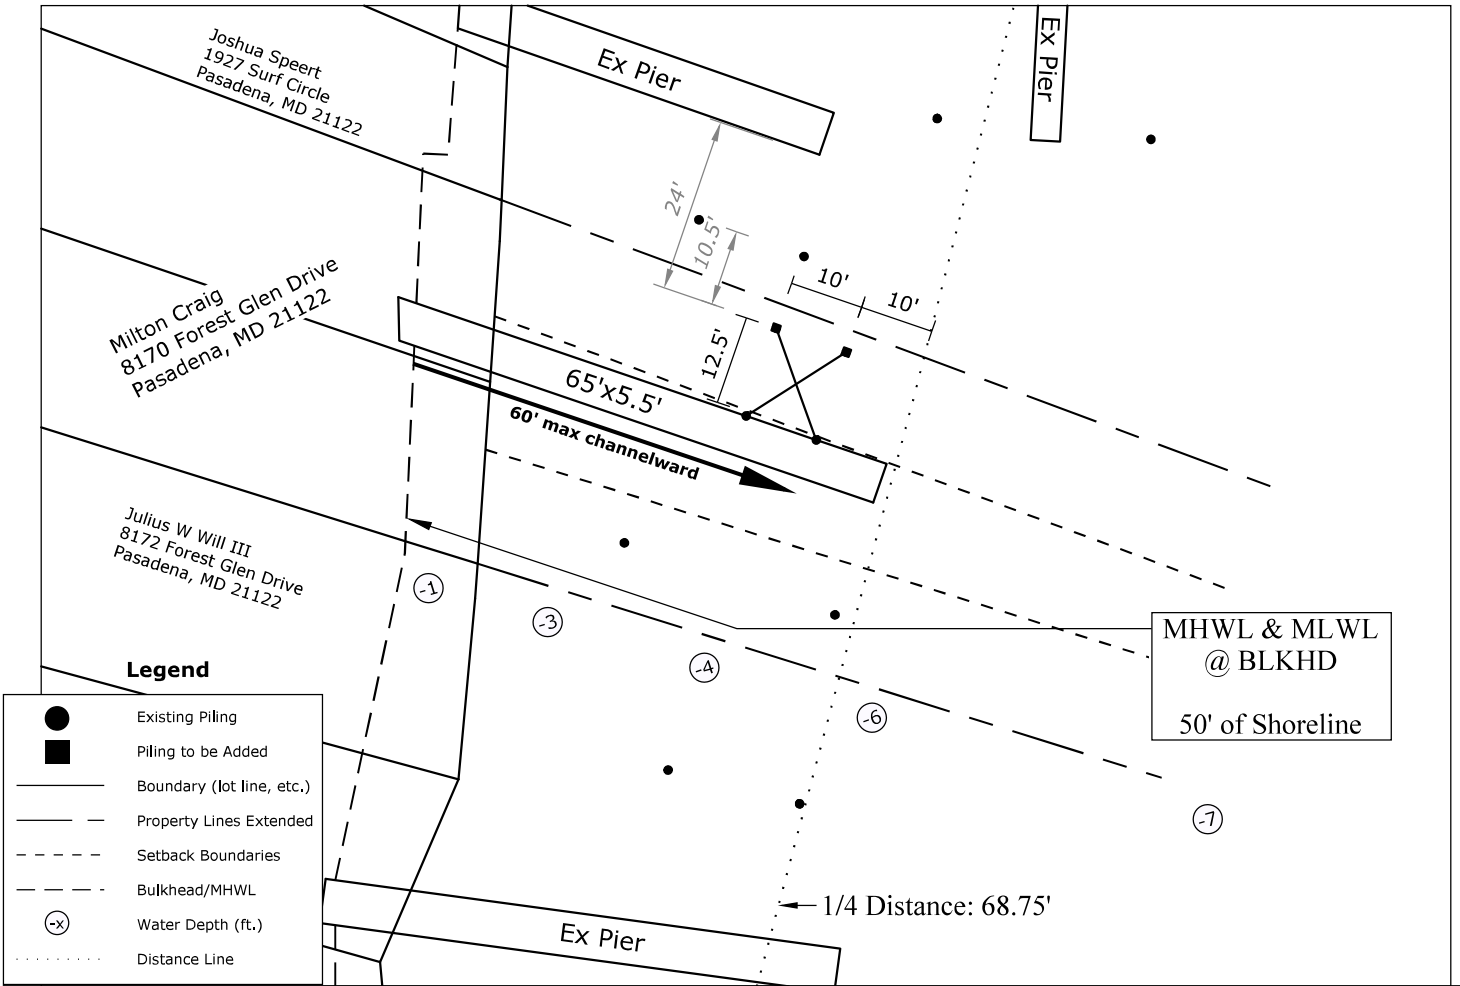 Joshua Speert
1927 Surf Circle
Pasadena, MD 21122
Ex Pier
Ex Pier
24'
10.5'
10'
10'
12.5'
Milton Craig
8170 Forest Glen Drive
Pasadena, MD 21122
65'x5.5'
60' max channelward
Julius W Will III
8172 Forest Glen Drive
Pasadena, MD 21122
-1
-3
-4
-6
-7
MHWL & MLWL
@ BLKHD
50' of Shoreline
Legend
Existing Piling
Piling to be Added
Boundary (lot line, etc.)
Property Lines Extended
Setback Boundaries
Bulkhead/MHWL
-x Water Depth (ft.)
Distance Line
1/4 Distance: 68.75'
Ex Pier